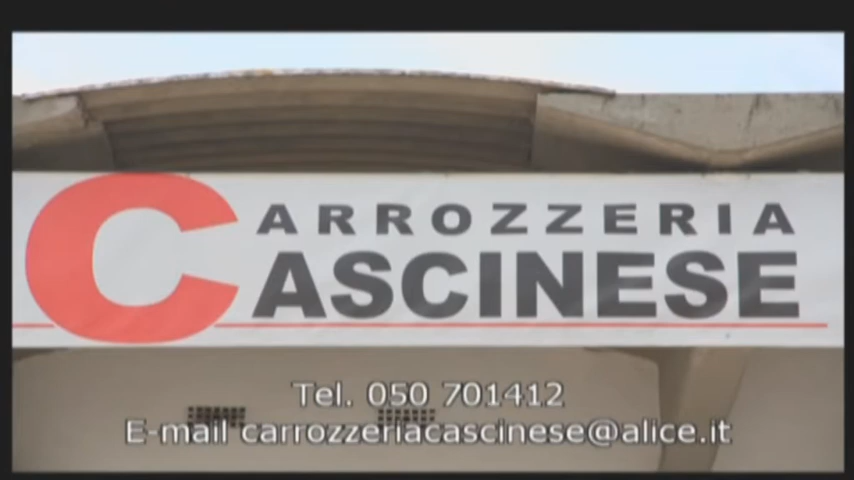 CARROZZERIA
CASCINESE
Tel. 050 701412
E-mail carrozzeriacascinese@alice.it